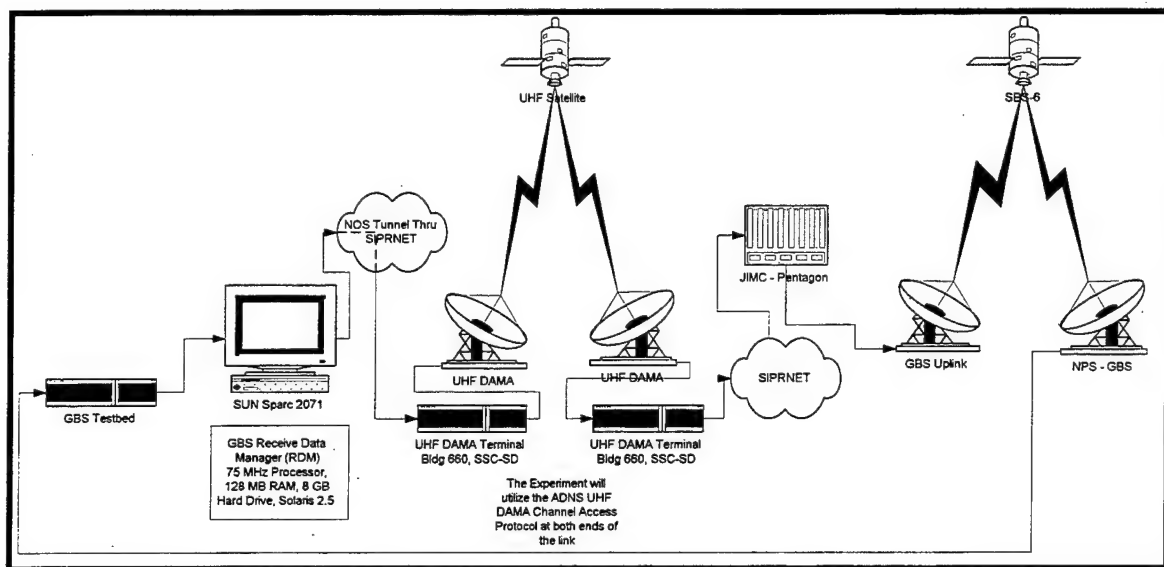 UHF Satellite
SBS-6
NOS Tunnel Thru
SIPRNET
JIMC - Pentagon
SUN Sparc 2071
GBS Testbed
UHF DAMA
UHF DAMA
SIPRNET
GBS Uplink
NPS - GBS
GBS Receive Data
Manager (RDM)
75 MHz Processor,
128 MB RAM, 8 GB
Hard Drive, Solaris 2.5
UHF DAMA Terminal
Bldg 660, SSC-SD
UHF DAMA Terminal
Bldg 660, SSC-SD
The Experiment will
utilize the ADNS UHF
DAMA Channel Access
Protocol at both ends of
the link